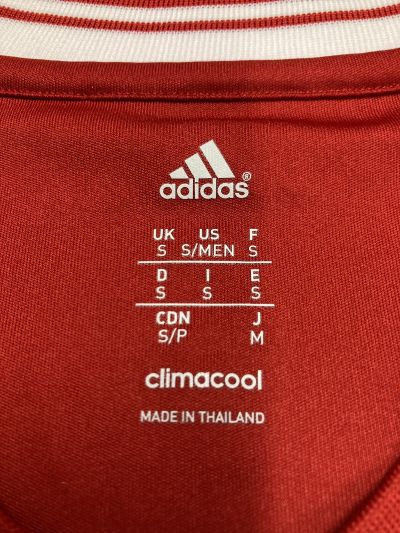 adidas®
UK US F
S S/MEN S
D I E
S S S
CDN J
S/P M
climacool
MADE IN THAILAND